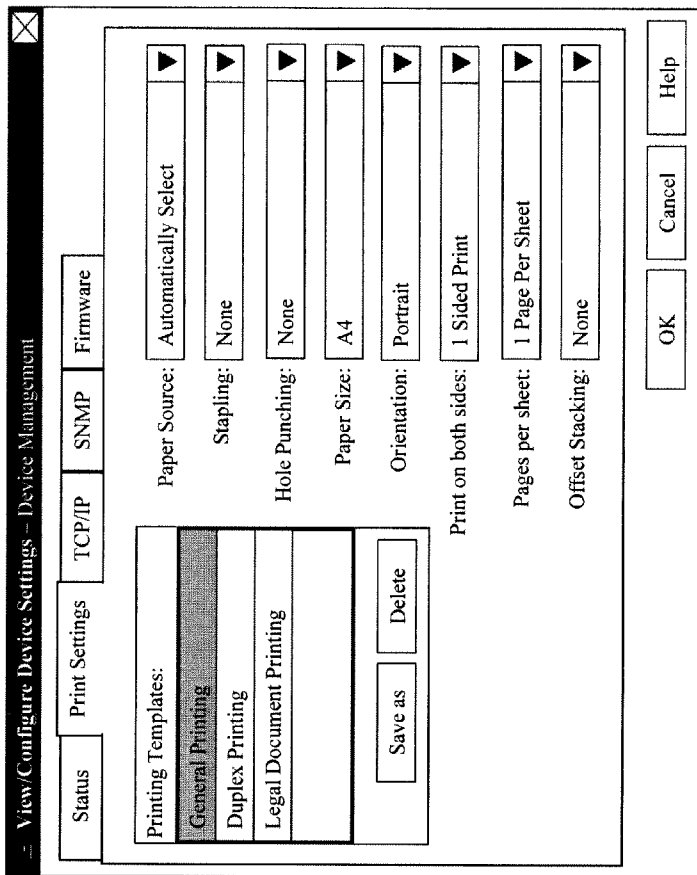 View/Configure Device Settings – Device Management
Status
Print Settings
TCP/IP
SNMP
Firmware
Printing Templates:
General Printing
Duplex Printing
Legal Document Printing
Save as
Delete
Paper Source: Automatically Select
Stapling: None
Hole Punching: None
Paper Size: A4
Orientation: Portrait
Print on both sides: 1 Sided Print
Pages per sheet: 1 Page Per Sheet
Offset Stacking: None
OK
Cancel
Help